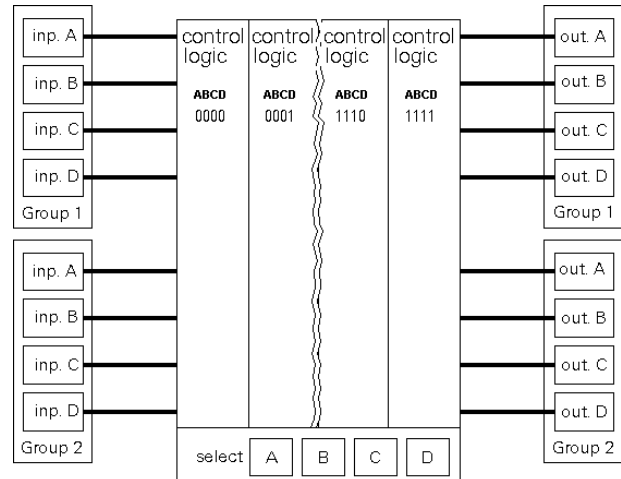 inp. A
inp. B
inp. C
inp. D
Group 1
inp. A
inp. B
inp. C
inp. D
Group 2
control logic
ABCD
0000
control logic
ABCD
0001
control logic
ABCD
1110
control logic
ABCD
1111
select A B C D
out. A
out. B
out. C
out. D
Group 1
out. A
out. B
out. C
out. D
Group 2